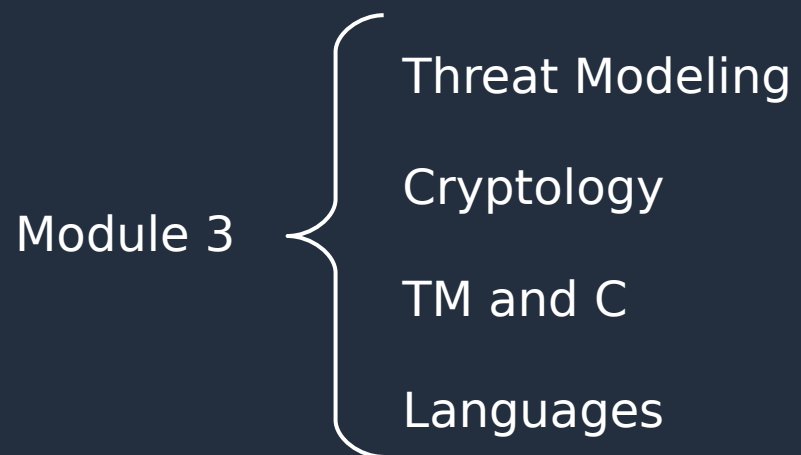 Module 3
Threat Modeling
Cryptology
TM and C
Languages